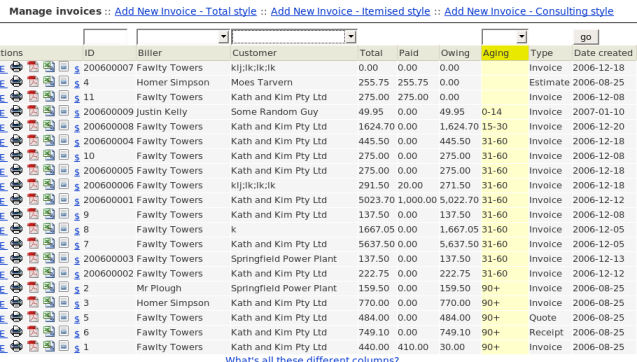 Manage invoices :: Add New Invoice - Total style :: Add New Invoice - Itemised style :: Add New Invoice - Consulting style
go
tions ID Biller Customer Total Paid Owing Aging Type Date created
E $ 200600007 Fawlty Towers klj;lk;lk;lk 0.00 0.00 0.00 Invoice 2006-12-18
E $ 4 Homer Simpson Moes Tarvern 255.75 255.75 0.00 Estimate 2006-08-25
E $ 11 Fawlty Towers Kath and Kim Pty Ltd 275.00 275.00 0.00 Invoice 2006-12-08
E $ 200600009 Justin Kelly Some Random Guy 49.95 0.00 49.95 0-14 Invoice 2007-01-10
E $ 200600008 Fawlty Towers Kath and Kim Pty Ltd 1624.70 0.00 1,624.70 15-30 Invoice 2006-12-20
E $ 200600004 Fawlty Towers Kath and Kim Pty Ltd 445.50 0.00 445.50 31-60 Invoice 2006-12-18
E $ 10 Fawlty Towers Kath and Kim Pty Ltd 275.00 0.00 275.00 31-60 Invoice 2006-12-08
E $ 200600005 Fawlty Towers Kath and Kim Pty Ltd 275.00 0.00 275.00 31-60 Invoice 2006-12-18
E $ 200600006 Fawlty Towers klj;lk;lk;lk 291.50 20.00 271.50 31-60 Invoice 2006-12-18
E $ 200600001 Fawlty Towers Kath and Kim Pty Ltd 5023.70 1,000.00 5,022.70 31-60 Invoice 2006-12-12
E $ 9 Fawlty Towers Kath and Kim Pty Ltd 137.50 0.00 137.50 31-60 Invoice 2006-12-08
E $ 8 Fawlty Towers k 1667.05 0.00 1,667.05 31-60 Invoice 2006-12-05
E $ 7 Fawlty Towers Kath and Kim Pty Ltd 5637.50 0.00 5,637.50 31-60 Invoice 2006-12-05
E $ 200600003 Fawlty Towers Springfield Power Plant 137.50 0.00 137.50 31-60 Invoice 2006-12-13
E $ 200600002 Fawlty Towers Kath and Kim Pty Ltd 222.75 0.00 222.75 31-60 Invoice 2006-12-12
E $ 2 Mr Plough Springfield Power Plant 159.50 0.00 159.50 90+ Invoice 2006-08-25
E $ 3 Homer Simpson Kath and Kim Pty Ltd 770.00 0.00 770.00 90+ Invoice 2006-08-25
E $ 5 Fawlty Towers Kath and Kim Pty Ltd 484.00 0.00 484.00 90+ Quote 2006-08-25
E $ 6 Fawlty Towers Kath and Kim Pty Ltd 749.10 0.00 749.10 90+ Receipt 2006-08-25
E $ 1 Fawlty Towers Kath and Kim Pty Ltd 440.00 410.00 30.00 90+ Invoice 2006-08-25
What's all these different columns?